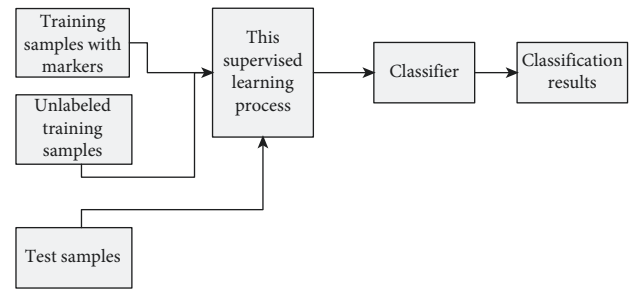 Training
samples with
markers
Unlabeled
training
samples
Test samples
This
supervised
learning
process
Classifier
Classification
results